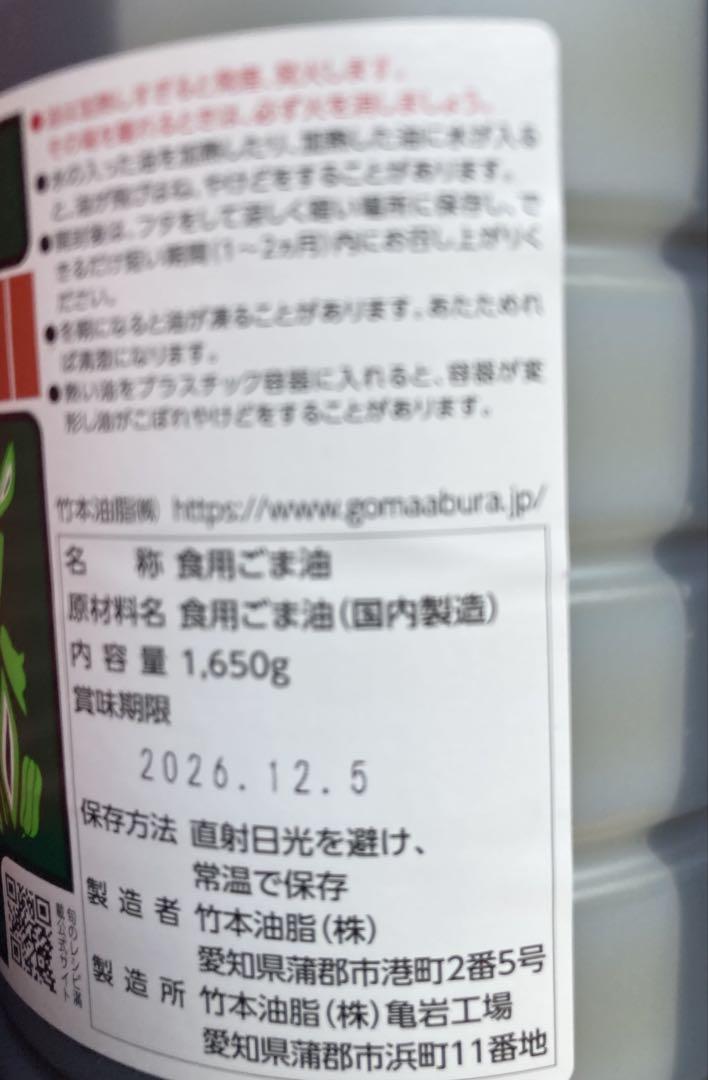 ●油は加熱しすぎると発煙、発火します。
その場を離れるときは、必ず火を消しましょう。
●水の入った油を加熱したり、加熱した油に水が入る
と、油が飛びはね、やけどをすることがあります。
●開封後は、フタをして涼しく暗い場所に保存し、で
きるだけ短い期間(1〜2ヵ月)内にお召し上がりく
ださい。
●冬期になると油が凍ることがあります。あたためれ
ば清澄になります。
●熱い油をプラスチック容器に入れると、容器が変
形し油がこぼれやけどをすることがあります。
竹本油脂㈱ https://www.gomaabura.jp/
名 称 食用ごま油
原材料名 食用ごま油(国内製造)
内容量 1,650g
賞味期限
2026.12.5
保存方法 直射日光を避け、
常温で保存
製造者 竹本油脂(株)
愛知県蒲郡市港町2番5号
製造所 竹本油脂(株)亀岩工場
愛知県蒲郡市浜町11番地
旬のレシピ満
載公式サイト